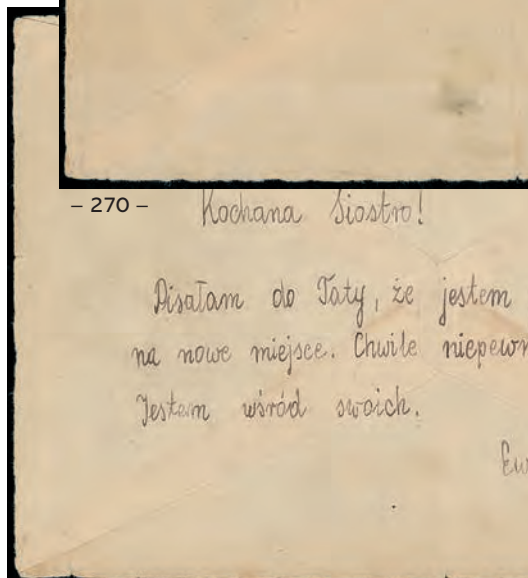 – 270 –
Kochana Siostro!
Pisałam do Taty, że jestem
na nowe miejsce. Chwile
Jestem wśród swoich.